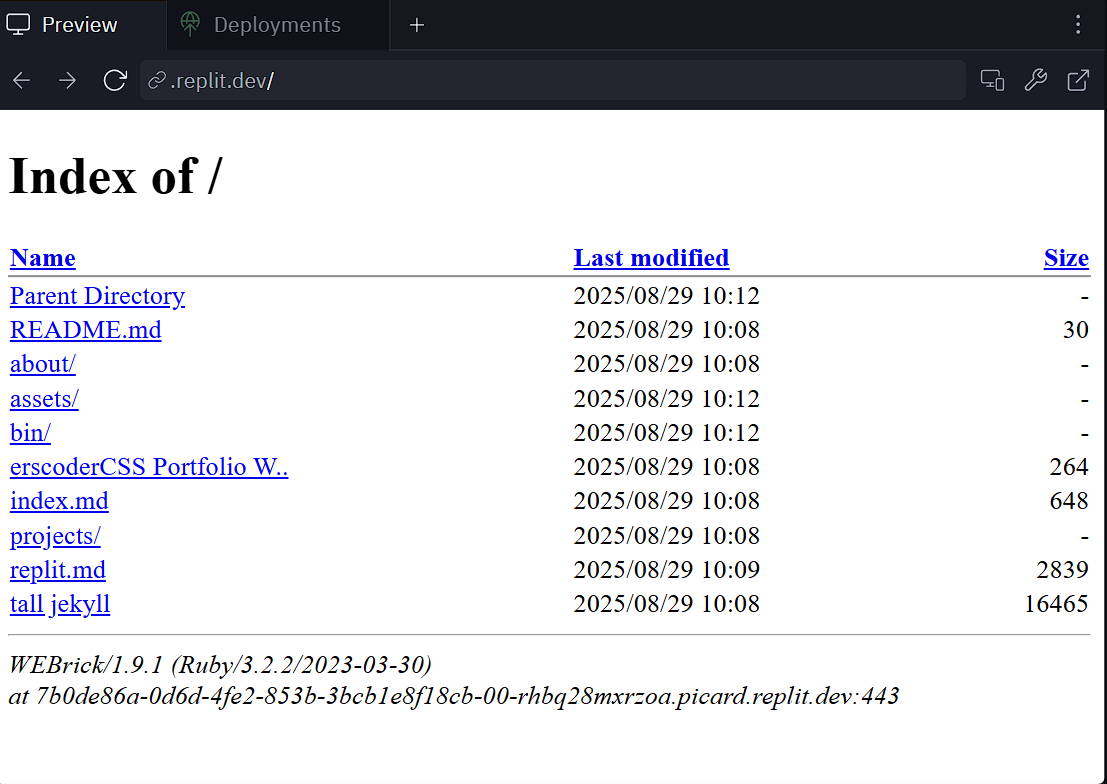 Preview Deployments
.replit.dev/
Index of /
Name Last modified Size
Parent Directory 2025/08/29 10:12 -
README.md 2025/08/29 10:08 30
about/ 2025/08/29 10:08 -
assets/ 2025/08/29 10:12 -
bin/ 2025/08/29 10:12 -
erscoderCSS Portfolio W.. 2025/08/29 10:08 264
index.md 2025/08/29 10:08 648
projects/ 2025/08/29 10:08 -
replit.md 2025/08/29 10:09 2839
tall jekyll 2025/08/29 10:08 16465
WEBrick/1.9.1 (Ruby/3.2.2/2023-03-30)
at 7b0de86a-0d6d-4fe2-853b-3bcb1e8f18cb-00-rhbq28mxrzoa.picard.replit.dev:443